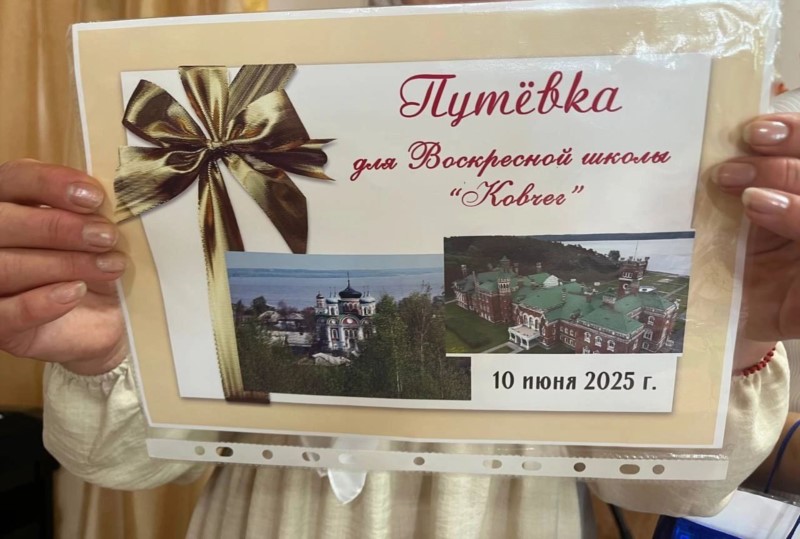 Путёвка
для Воскресной школы
“Ковчег”
10 июня 2025 г.